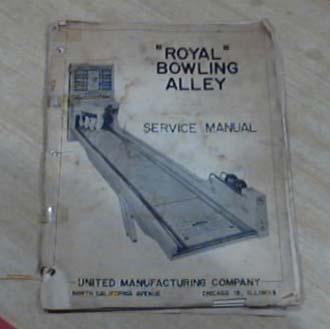 "ROYAL"
BOWLING
ALLEY
SERVICE MANUAL
UNITED MANUFACTURING COMPANY
NORTH CALIFORNIA AVENUE CHICAGO 18, ILLINOIS